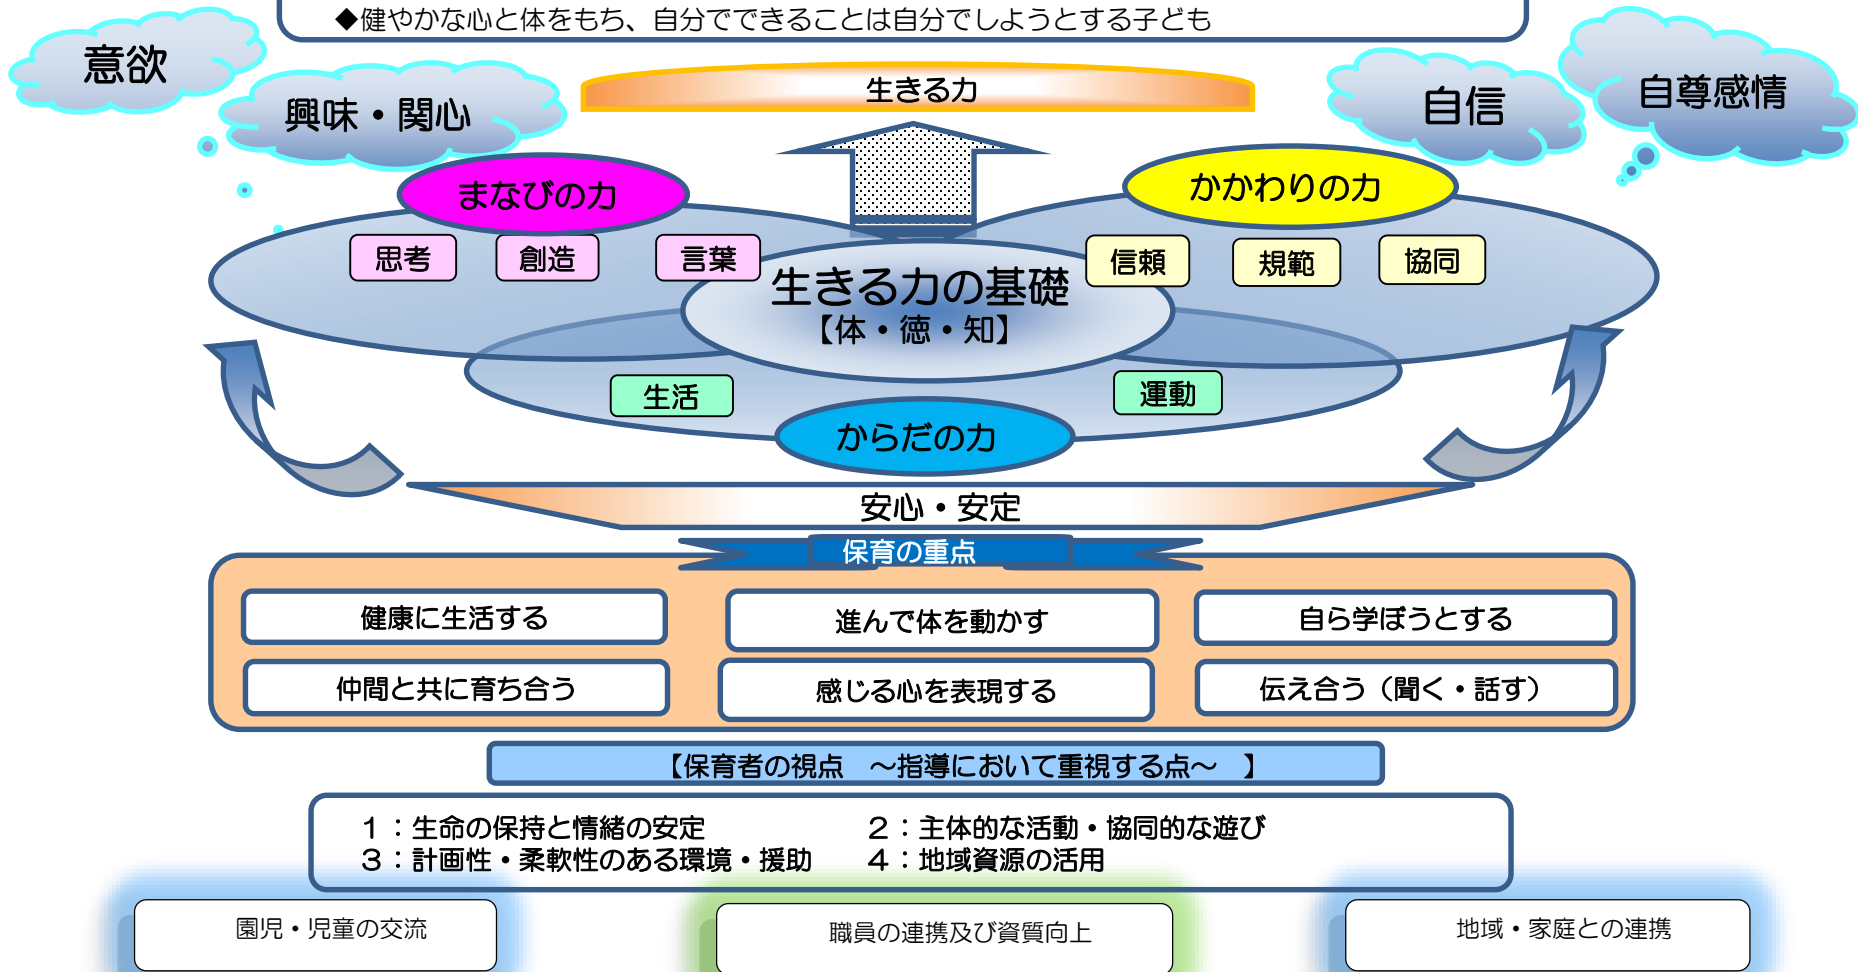 ◆健やかな心と体をもち、自分でできることは自分でしようとする子ども
意欲
興味・関心
生きる力
自信
自尊感情
まなびの力
かかわりの力
思考
創造
言葉
信頼
規範
協同
生きる力の基礎
【体・徳・知】
生活
運動
からだの力
安心・安定
保育の重点
健康に生活する
進んで体を動かす
自ら学ぼうとする
仲間と共に育ち合う
感じる心を表現する
伝え合う（聞く・話す）
【保育者の視点　～指導において重視する点～　】
１：生命の保持と情緒の安定　２：主体的な活動・協同的な遊び
３：計画性・柔軟性のある環境・援助　４：地域資源の活用
園児・児童の交流
職員の連携及び資質向上
地域・家庭との連携